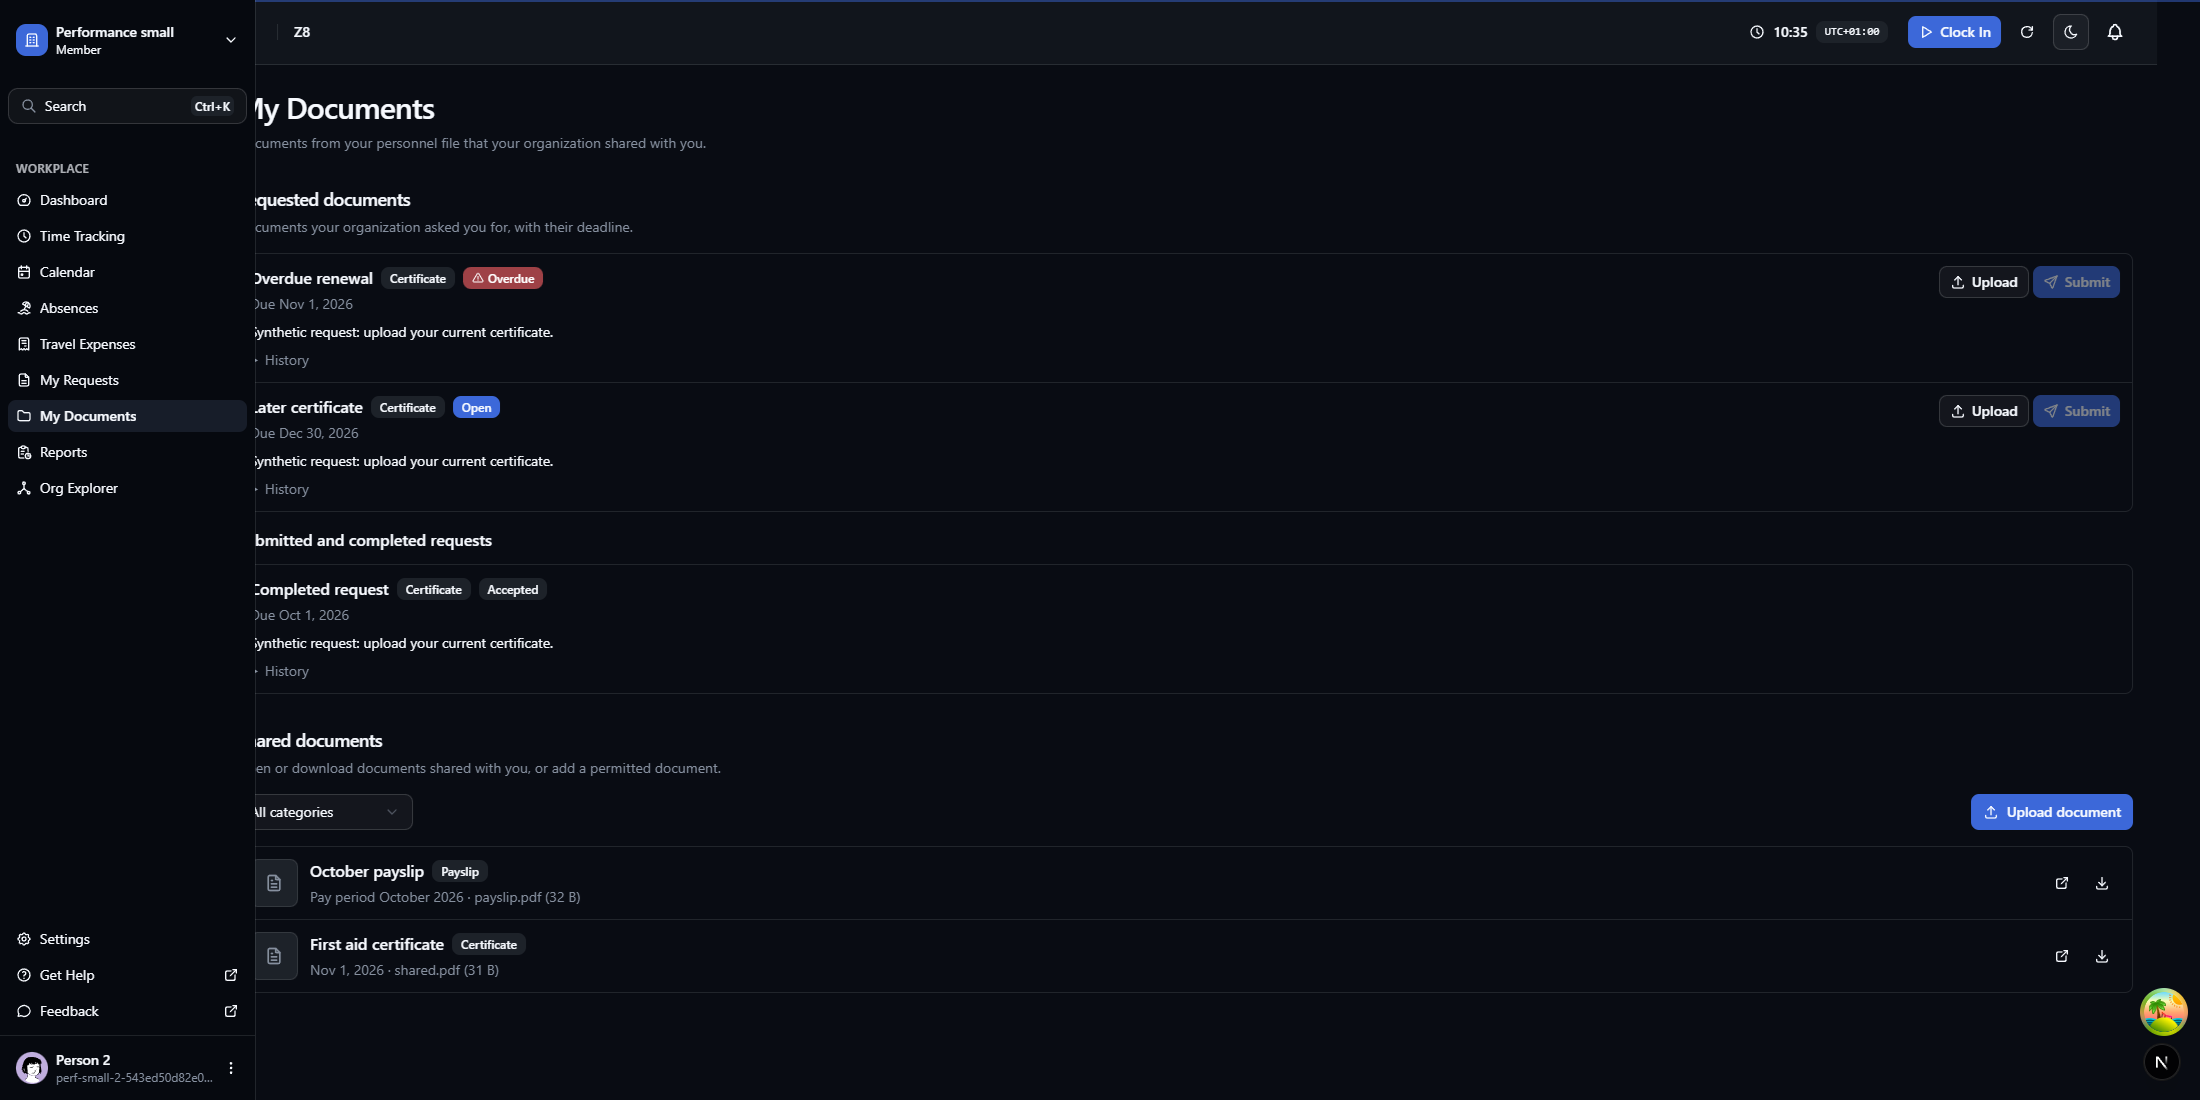 Performance small
Member
Z8
10:35
UTC+01:00
Clock In
Search
Ctrl+K
WORKPLACE
Dashboard
Time Tracking
Calendar
Absences
Travel Expenses
My Requests
My Documents
Reports
Org Explorer
Settings
Get Help
Feedback
Person 2
perf-small-2-543ed50d82e0...
My Documents
cuments from your personnel file that your organization shared with you.
equested documents
cuments your organization asked you for, with their deadline.
Overdue renewal Certificate Overdue
Upload Submit
Due Nov 1, 2026
Synthetic request: upload your current certificate.
History
Later certificate Certificate Open
Upload Submit
Due Dec 30, 2026
Synthetic request: upload your current certificate.
History
bmitted and completed requests
Completed request Certificate Accepted
Due Oct 1, 2026
Synthetic request: upload your current certificate.
History
ared documents
en or download documents shared with you, or add a permitted document.
All categories
Upload document
October payslip Payslip
Pay period October 2026 · payslip.pdf (32 B)
First aid certificate Certificate
Nov 1, 2026 · shared.pdf (31 B)
N